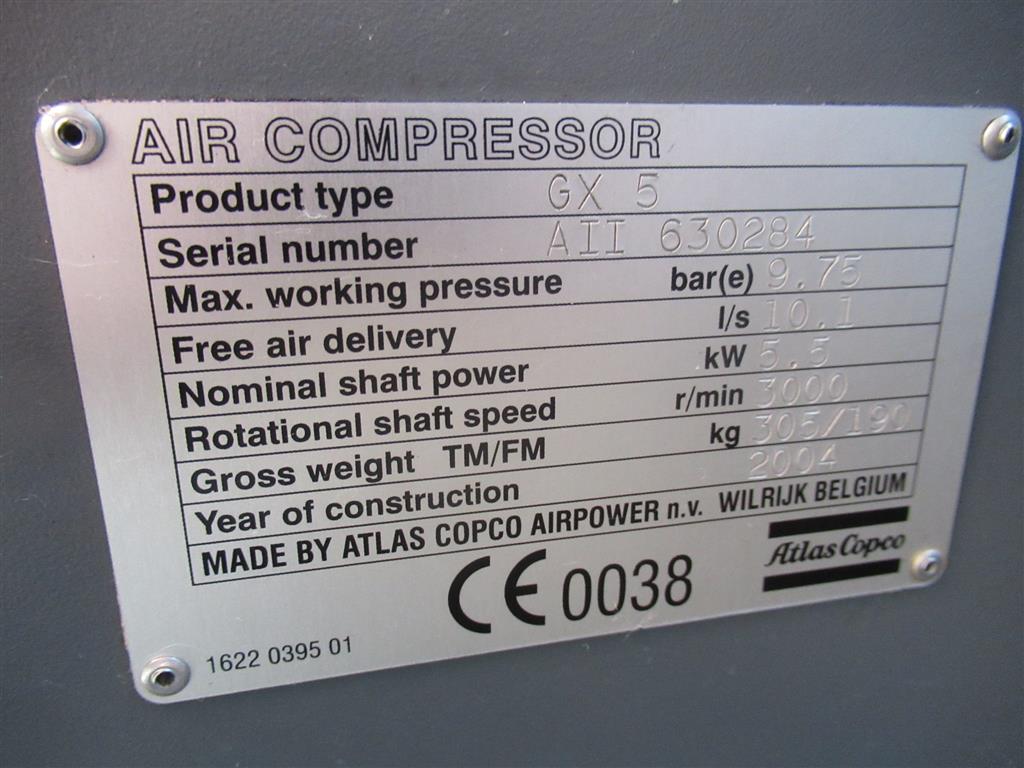 AIR COMPRESSOR
Product type GX 5
Serial number AII 630284
Max. working pressure bar(e) 9.75
Free air delivery l/s 10.1
Nominal shaft power kW 5.5
Rotational shaft speed r/min 3000
Gross weight TM/FM kg 305/190
Year of construction 2004
MADE BY ATLAS COPCO AIRPOWER n.v. WILRIJK BELGIUM
CE 0038
Atlas Copco
1622 0395 01